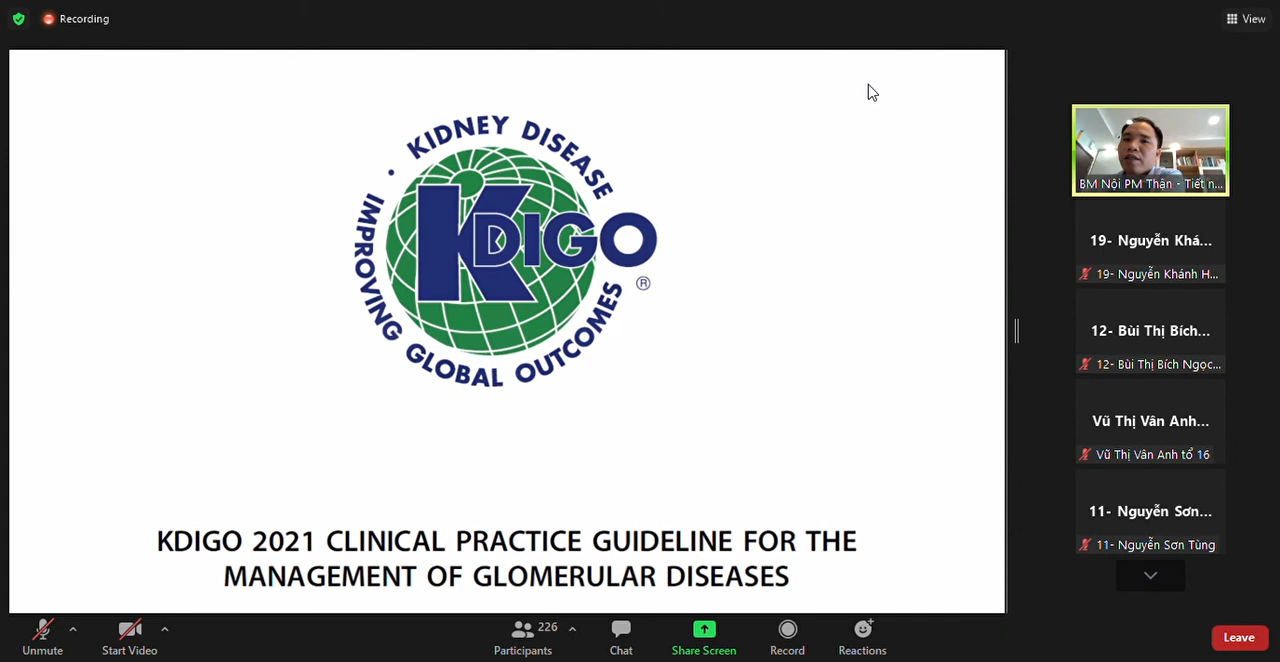 Recording
View
· KIDNEY DISEASE
IMPROVING GLOBAL OUTCOMES
KDIGO
®
KDIGO 2021 CLINICAL PRACTICE GUIDELINE FOR THE
MANAGEMENT OF GLOMERULAR DISEASES
BM Nội PM Thận - Tiết n...
19- Nguyễn Khá...
19- Nguyễn Khánh H...
12- Bùi Thị Bích...
12- Bùi Thị Bích Ngọc...
Vũ Thị Vân Anh...
Vũ Thị Vân Anh tổ 16
11- Nguyễn Sơn...
11- Nguyễn Sơn Tùng
Unmute
Start Video
226
Participants
Chat
Share Screen
Record
Reactions
Leave